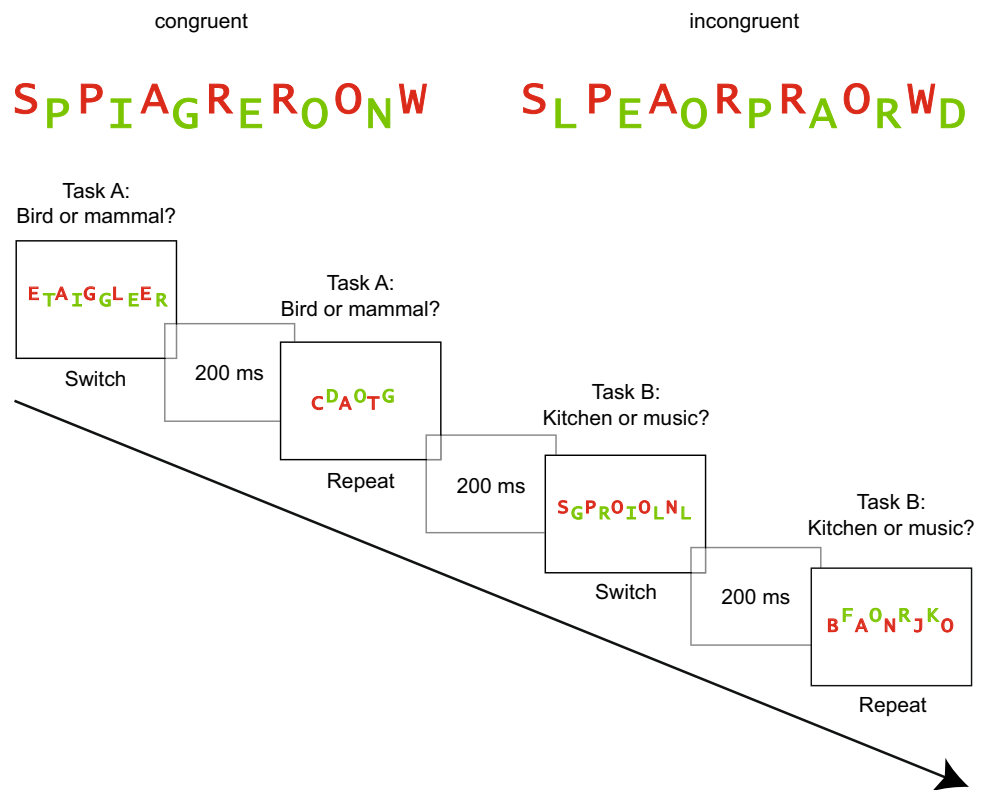 congruent
incongruent
SPPIAGREROONW
SLPEAORPRAORWD
Task A:
Bird or mammal?
ETAIGGLEER
Switch
200 ms
Task A:
Bird or mammal?
CDAOTG
Repeat
200 ms
Task B:
Kitchen or music?
SGPROIOLNL
Switch
200 ms
Task B:
Kitchen or music?
BFAONRJKO
Repeat